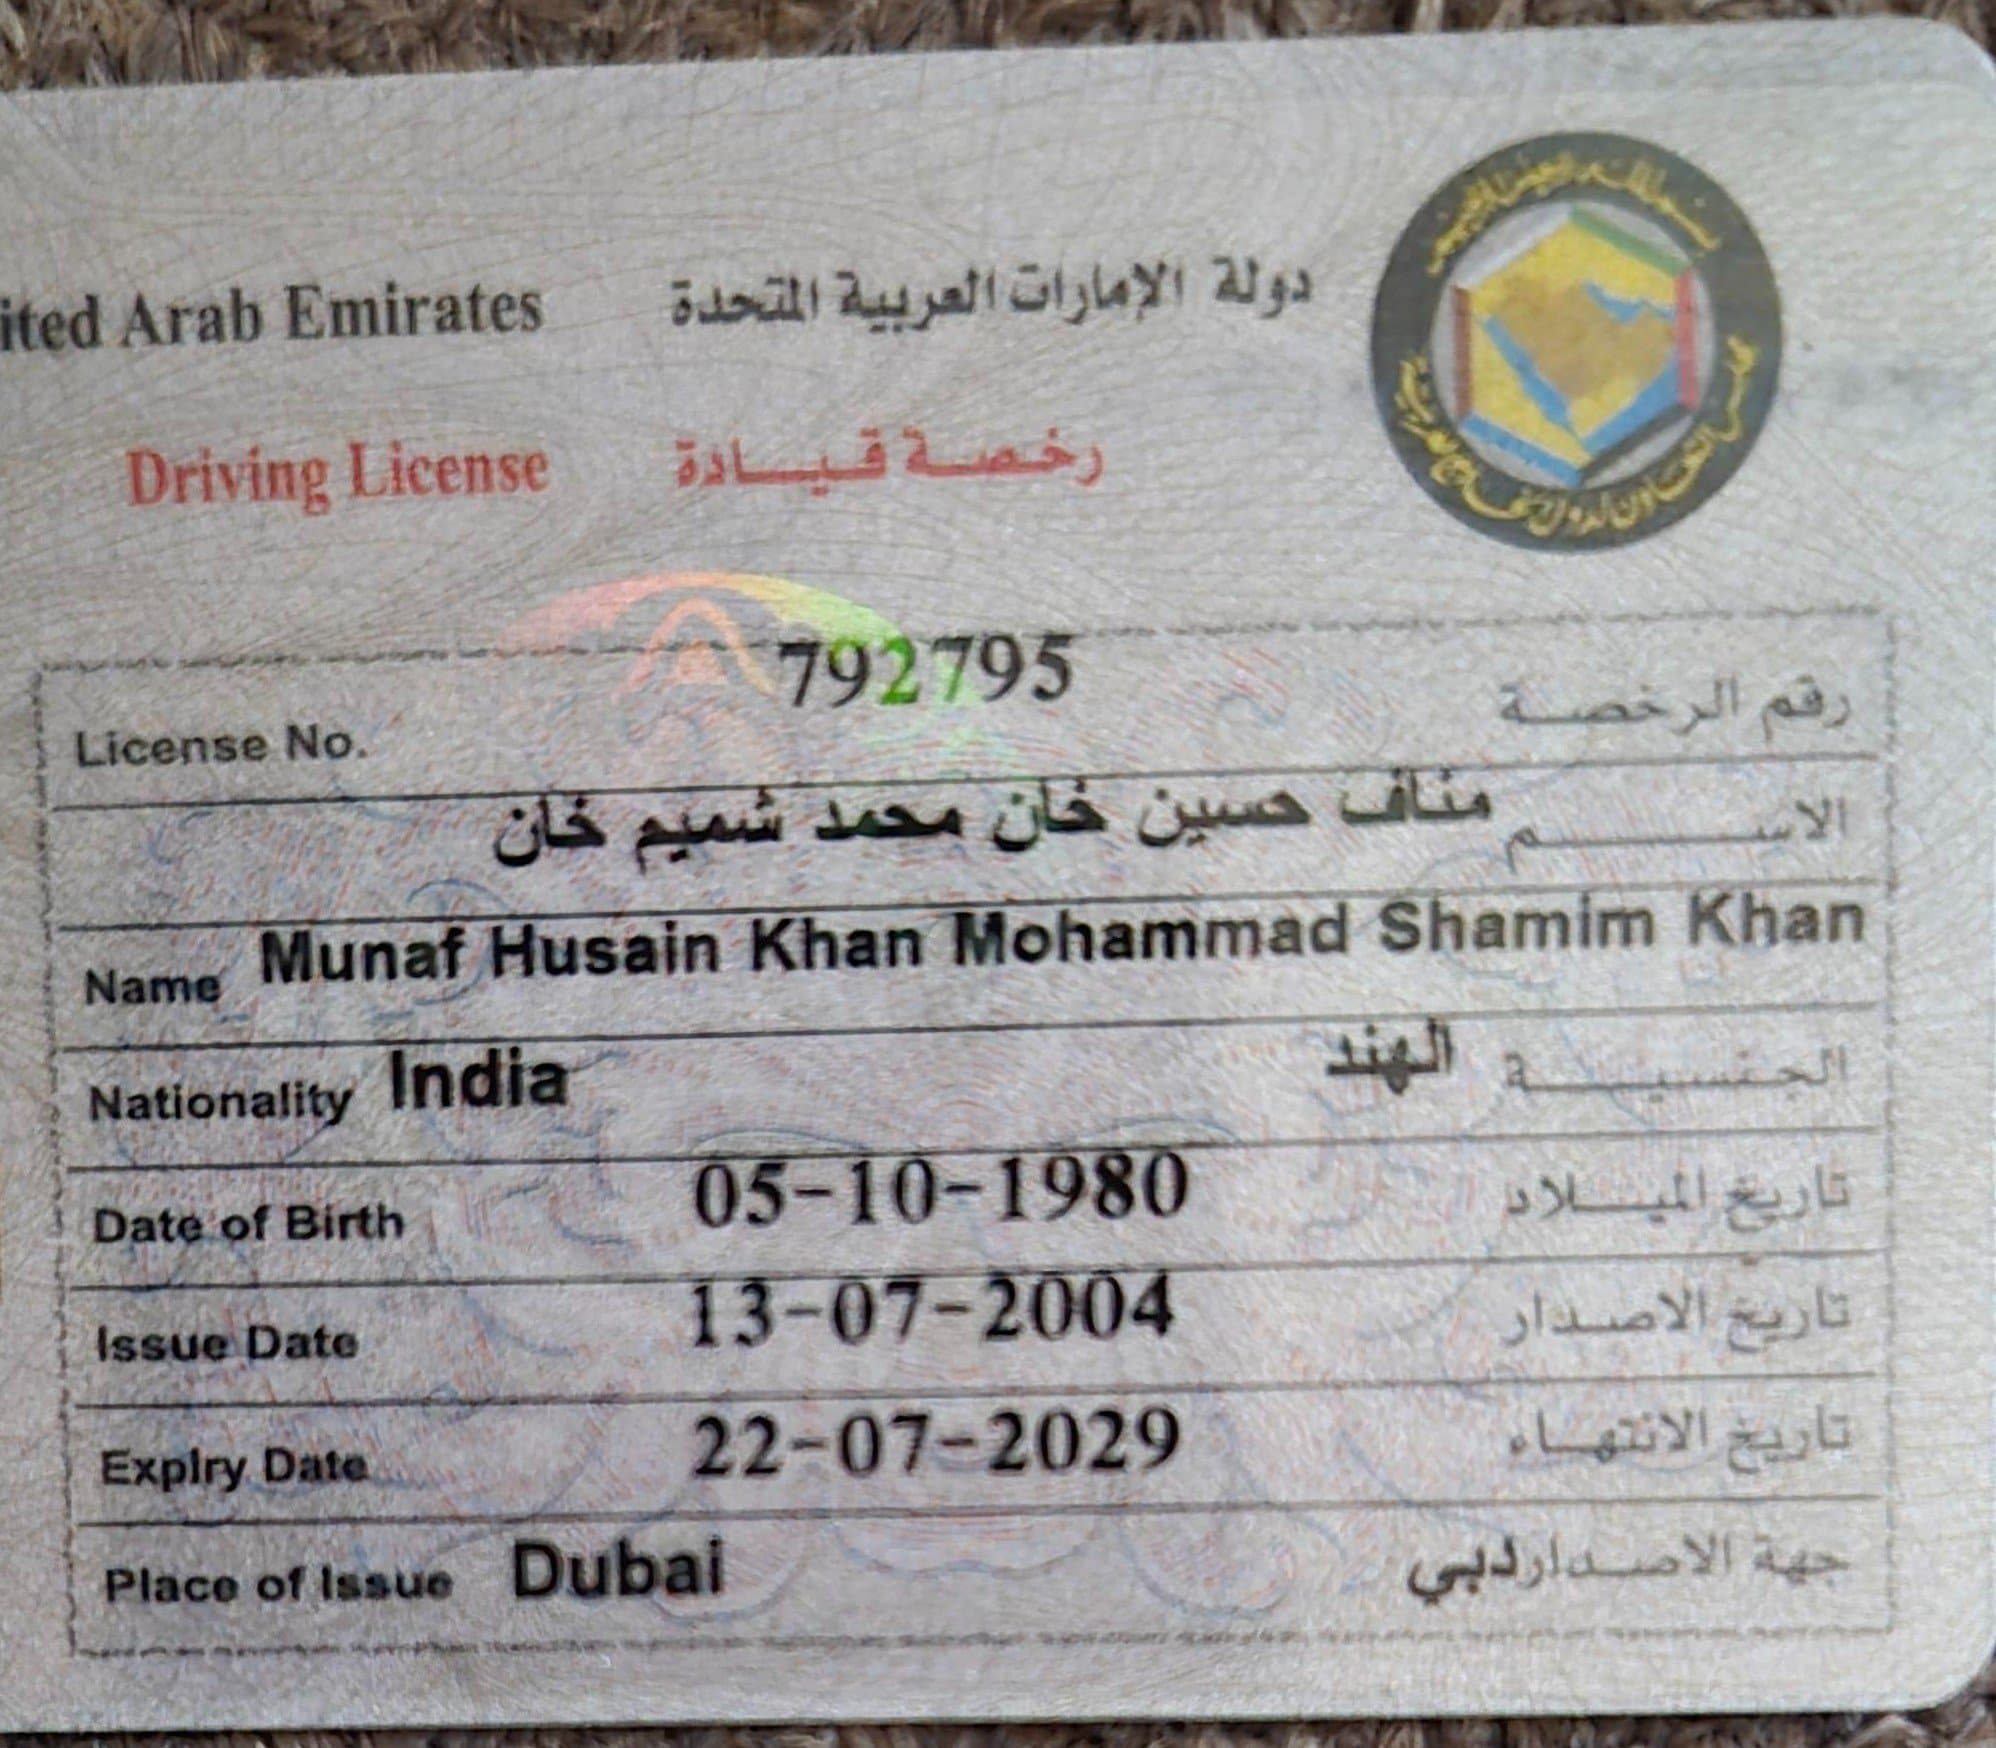 ited Arab Emirates دولة الإمارات العربية المتحدة
Driving License رخصة قيادة
License No. 792795 رقم الرخصة
مناف حسين خان محمد شميم خان الاسم
Name Munaf Husain Khan Mohammad Shamim Khan
Nationality India الهند الجنسية
Date of Birth 05-10-1980 تاريخ الميلاد
Issue Date 13-07-2004 تاريخ الاصدار
Expiry Date 22-07-2029 تاريخ الانتهاء
Place of Issue Dubai دبي جهة الاصدار